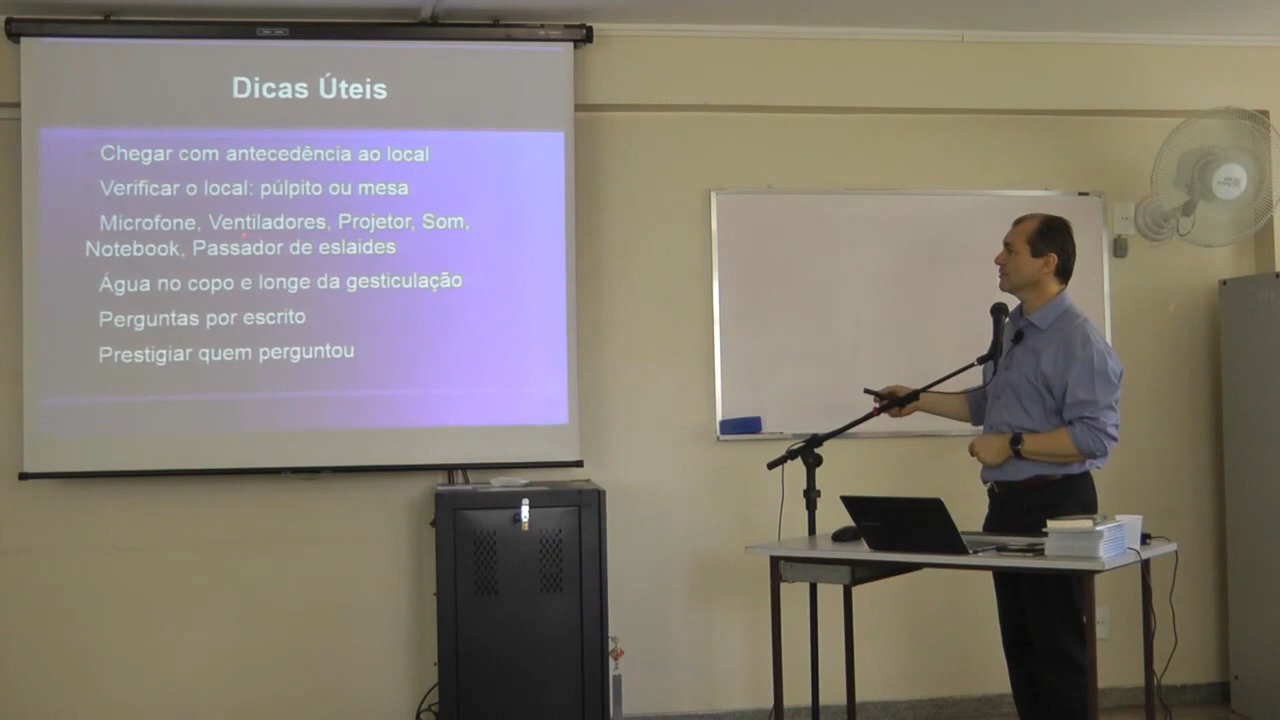 Dicas Úteis
Chegar com antecedência ao local
Verificar o local: púlpito ou mesa
Microfone, Ventiladores, Projetor, Som,
Notebook, Passador de eslaides
Água no copo e longe da gesticulação
Perguntas por escrito
Prestigiar quem perguntou